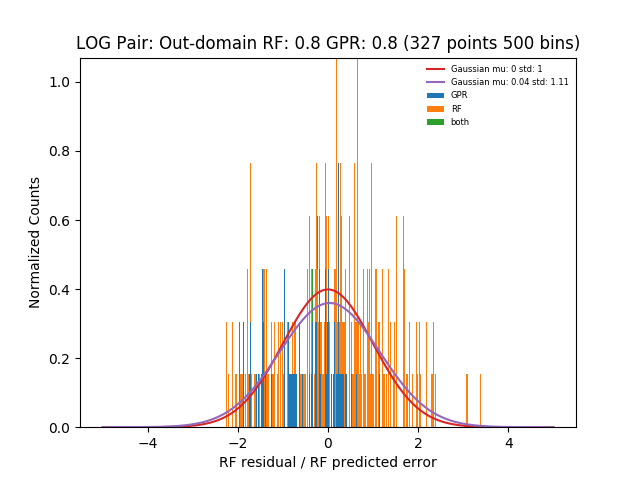 LOG Pair: Out-domain RF: 0.8 GPR: 0.8 (327 points 500 bins)
Gaussian mu: 0 std: 1
Gaussian mu: 0.04 std: 1.11
GPR
RF
both
Normalized Counts
1.0
0.8
0.6
0.4
0.2
0.0
−4
−2
0
2
4
RF residual / RF predicted error